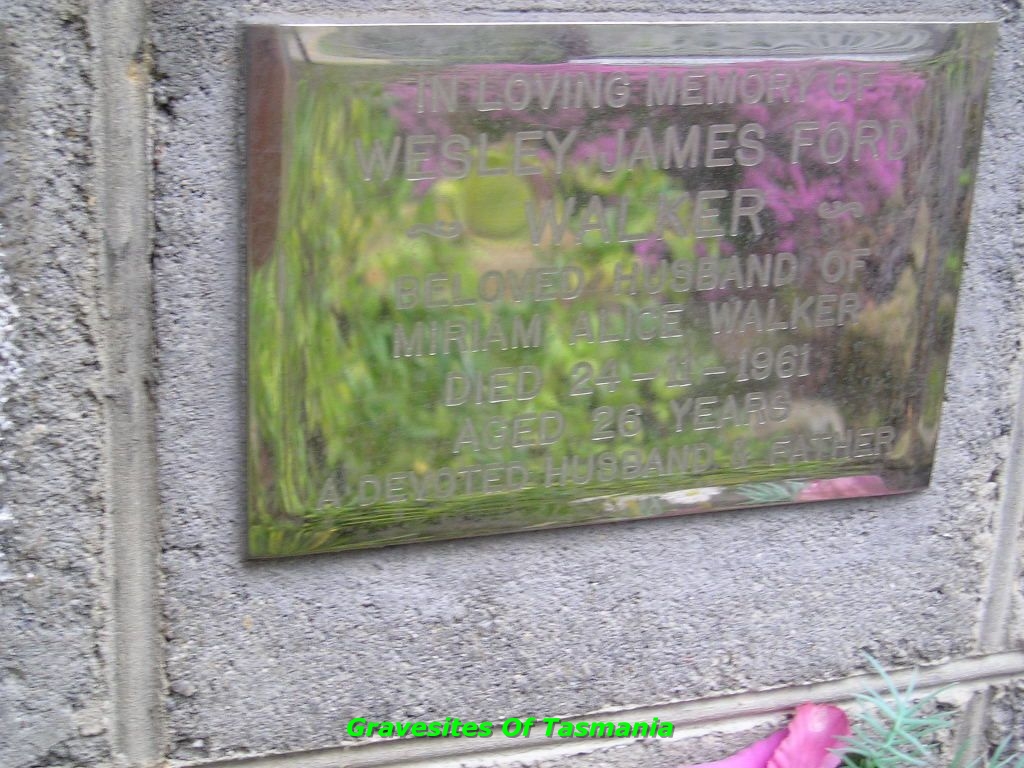 IN LOVING MEMORY OF
WESLEY JAMES FORD
WALKER
BELOVED HUSBAND OF
MIRIAM ALICE WALKER
DIED 24-11-1961
AGED 26 YEARS
A DEVOTED HUSBAND & FATHER
Gravesites Of Tasmania